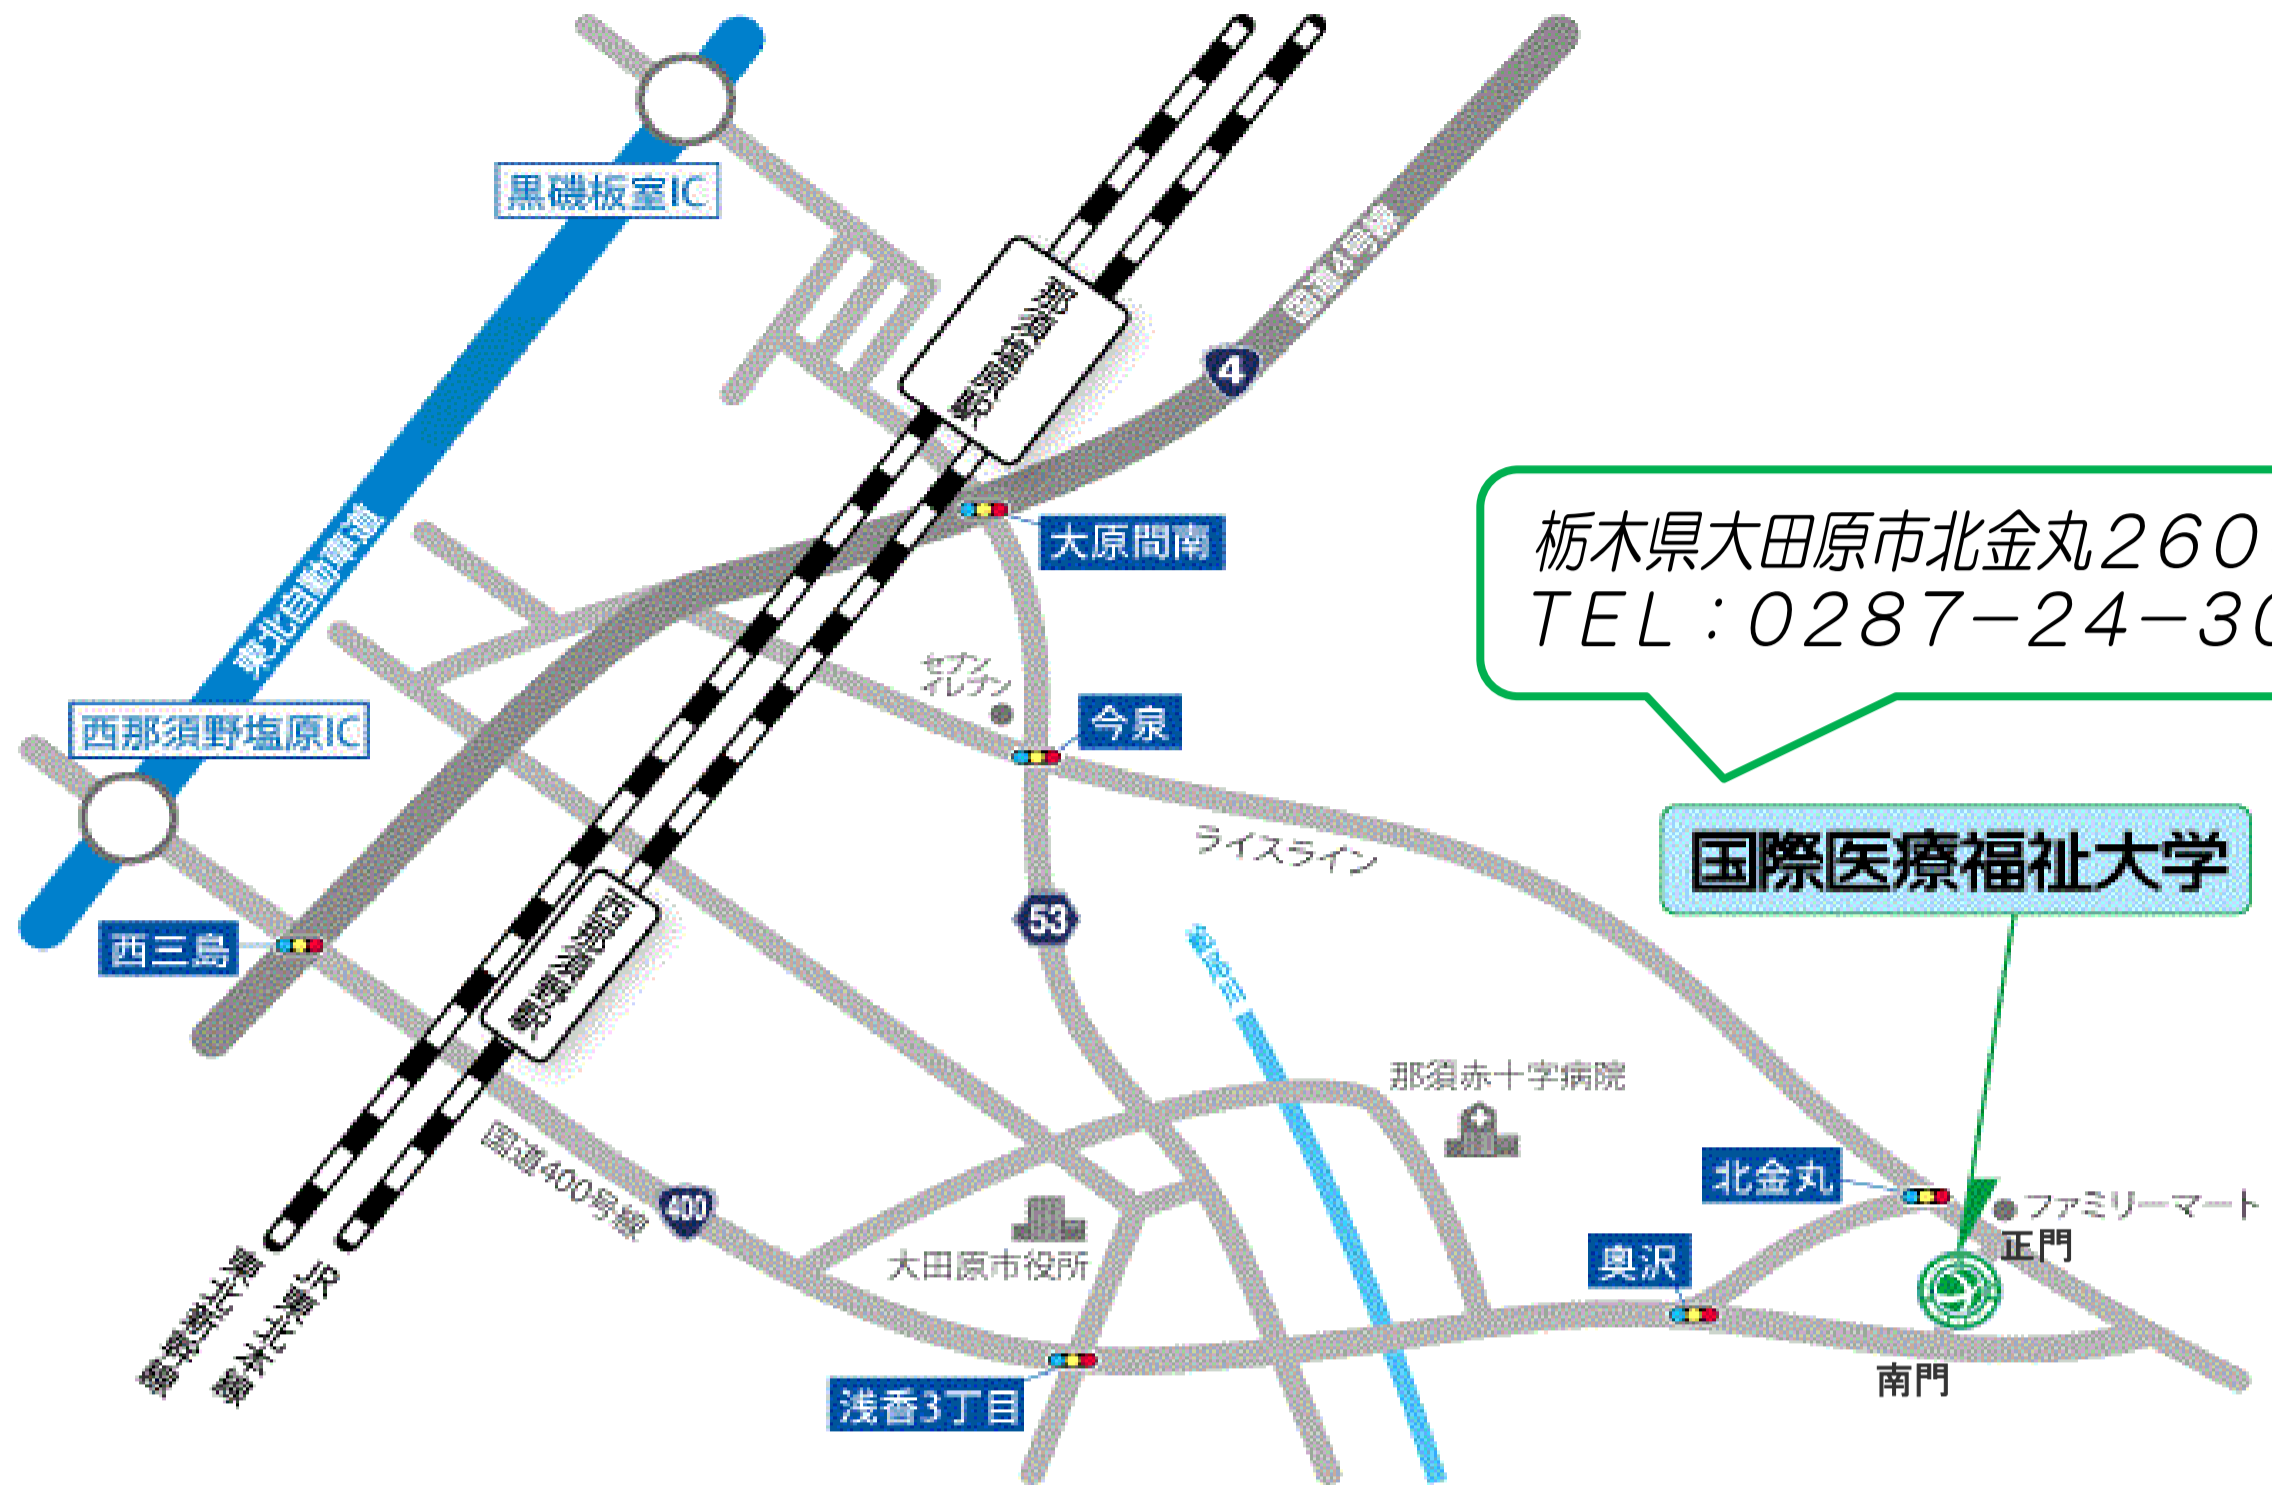 黒磯板室IC
国道4号線
那須塩原駅
4
大原間南
東北自動車道
栃木県大田原市北金丸260
TEL：0287-24-30
セブン
イレブン
今泉
西那須野塩原IC
ライスライン
国際医療福祉大学
53
西三島
西那須野駅
那須赤十字病院
国道400号線
400
北金丸
ファミリーマート
正門
大田原市役所
奥沢
東北新幹線
JR東北本線
南門
浅香3丁目